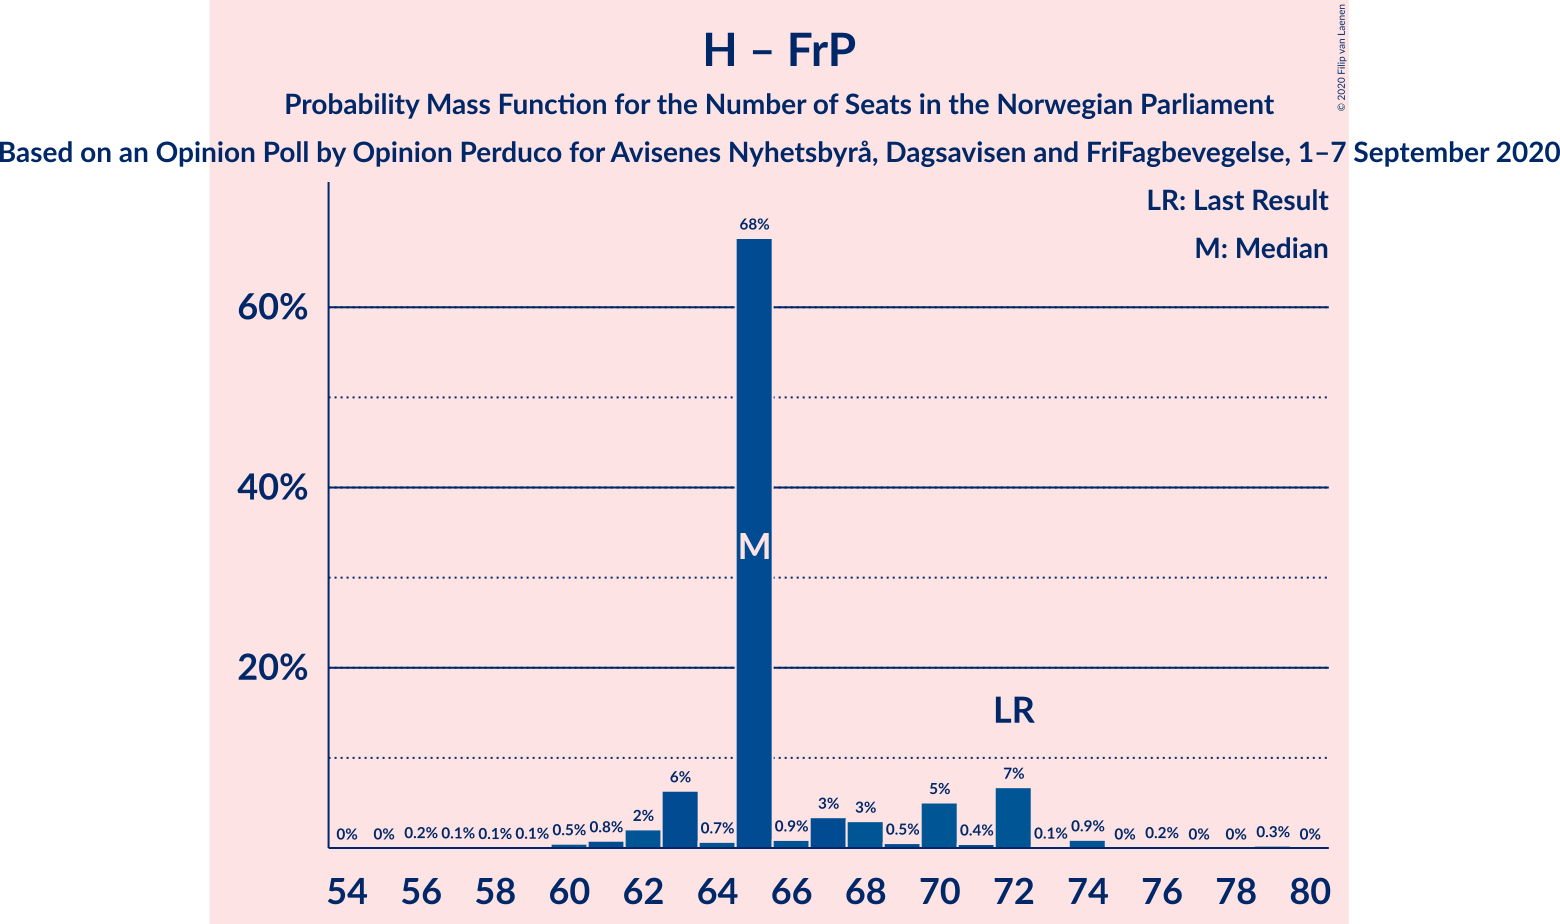 H – FrP
© 2020 Filip van Laenen
Probability Mass Function for the Number of Seats in the Norwegian Parliament
Based on an Opinion Poll by Opinion Perduco for Avisenes Nyhetsbyrå, Dagsavisen and FriFagbevegelse, 1–7 September 2020
LR: Last Result
M: Median
68%
60%
40%
M
20%
LR
0% 0% 0.2% 0.1% 0.1% 0.1% 0.5% 0.8% 2% 6% 0.7% 0.9% 3% 3% 0.5% 5% 0.4% 7% 0.1% 0.9% 0% 0.2% 0% 0% 0.3% 0%
54 56 58 60 62 64 66 68 70 72 74 76 78 80